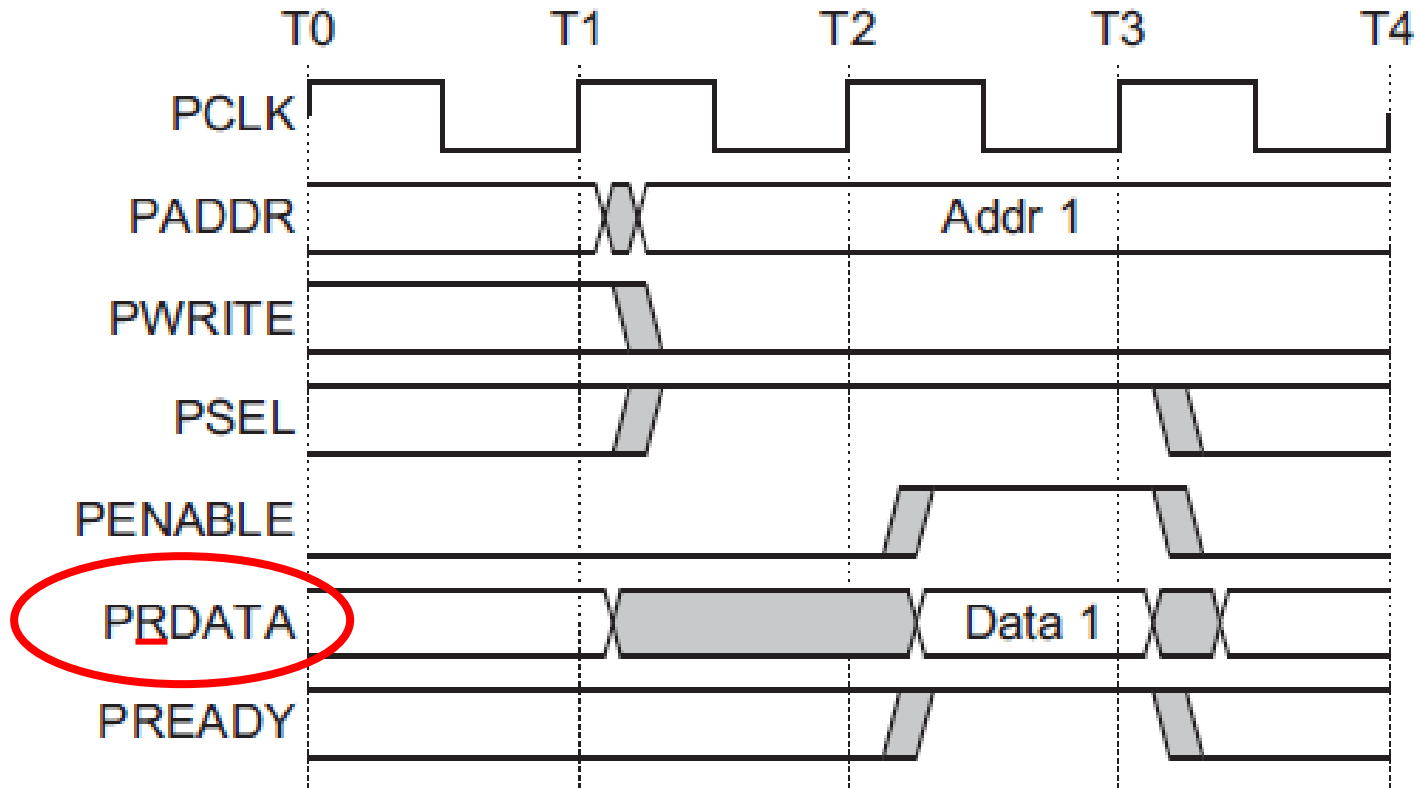 T0 T1 T2 T3 T4
PCLK
PADDR Addr 1
PWRITE
PSEL
PENABLE
PRDATA Data 1
PREADY